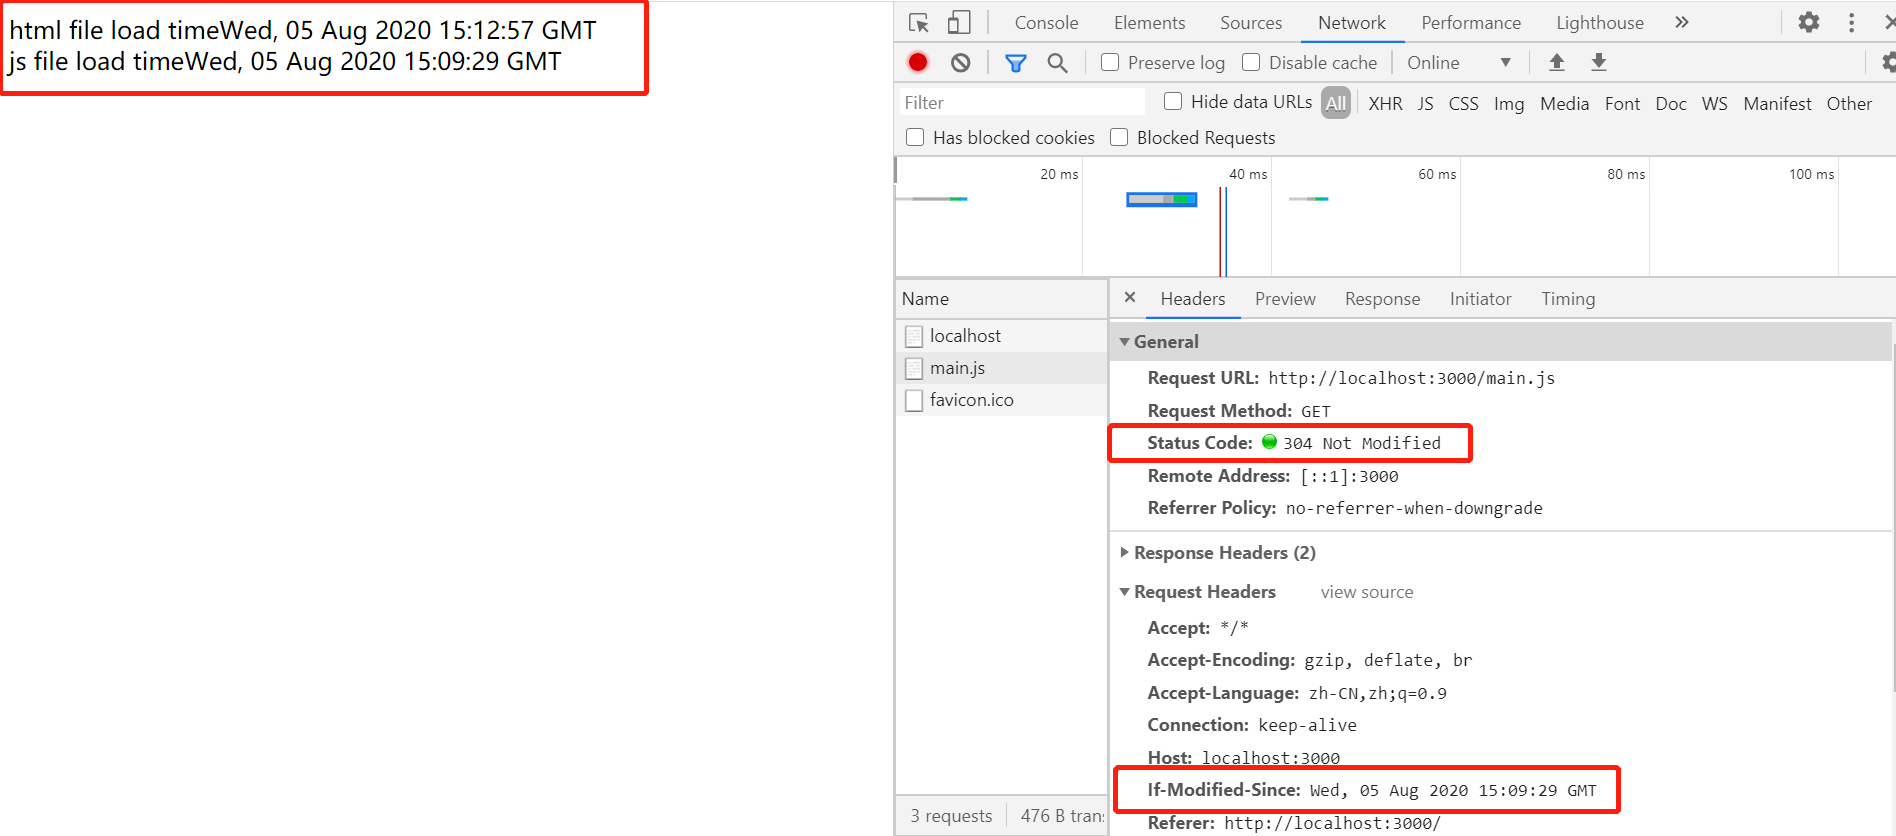 html file load timeWed, 05 Aug 2020 15:12:57 GMT
js file load timeWed, 05 Aug 2020 15:09:29 GMT
Console Elements Sources Network Performance Lighthouse »
Preserve log Disable cache Online ▼
Filter Hide data URLs All XHR JS CSS Img Media Font Doc WS Manifest Other
Has blocked cookies Blocked Requests
20 ms 40 ms 60 ms 80 ms 100 ms
Name
localhost
main.js
favicon.ico
3 requests 476 B trans
× Headers Preview Response Initiator Timing
▼ General
Request URL: http://localhost:3000/main.js
Request Method: GET
Status Code: 304 Not Modified
Remote Address: [::1]:3000
Referrer Policy: no-referrer-when-downgrade
▶ Response Headers (2)
▼ Request Headers view source
Accept: */*
Accept-Encoding: gzip, deflate, br
Accept-Language: zh-CN,zh;q=0.9
Connection: keep-alive
Host: localhost:3000
If-Modified-Since: Wed, 05 Aug 2020 15:09:29 GMT
Referer: http://localhost:3000/